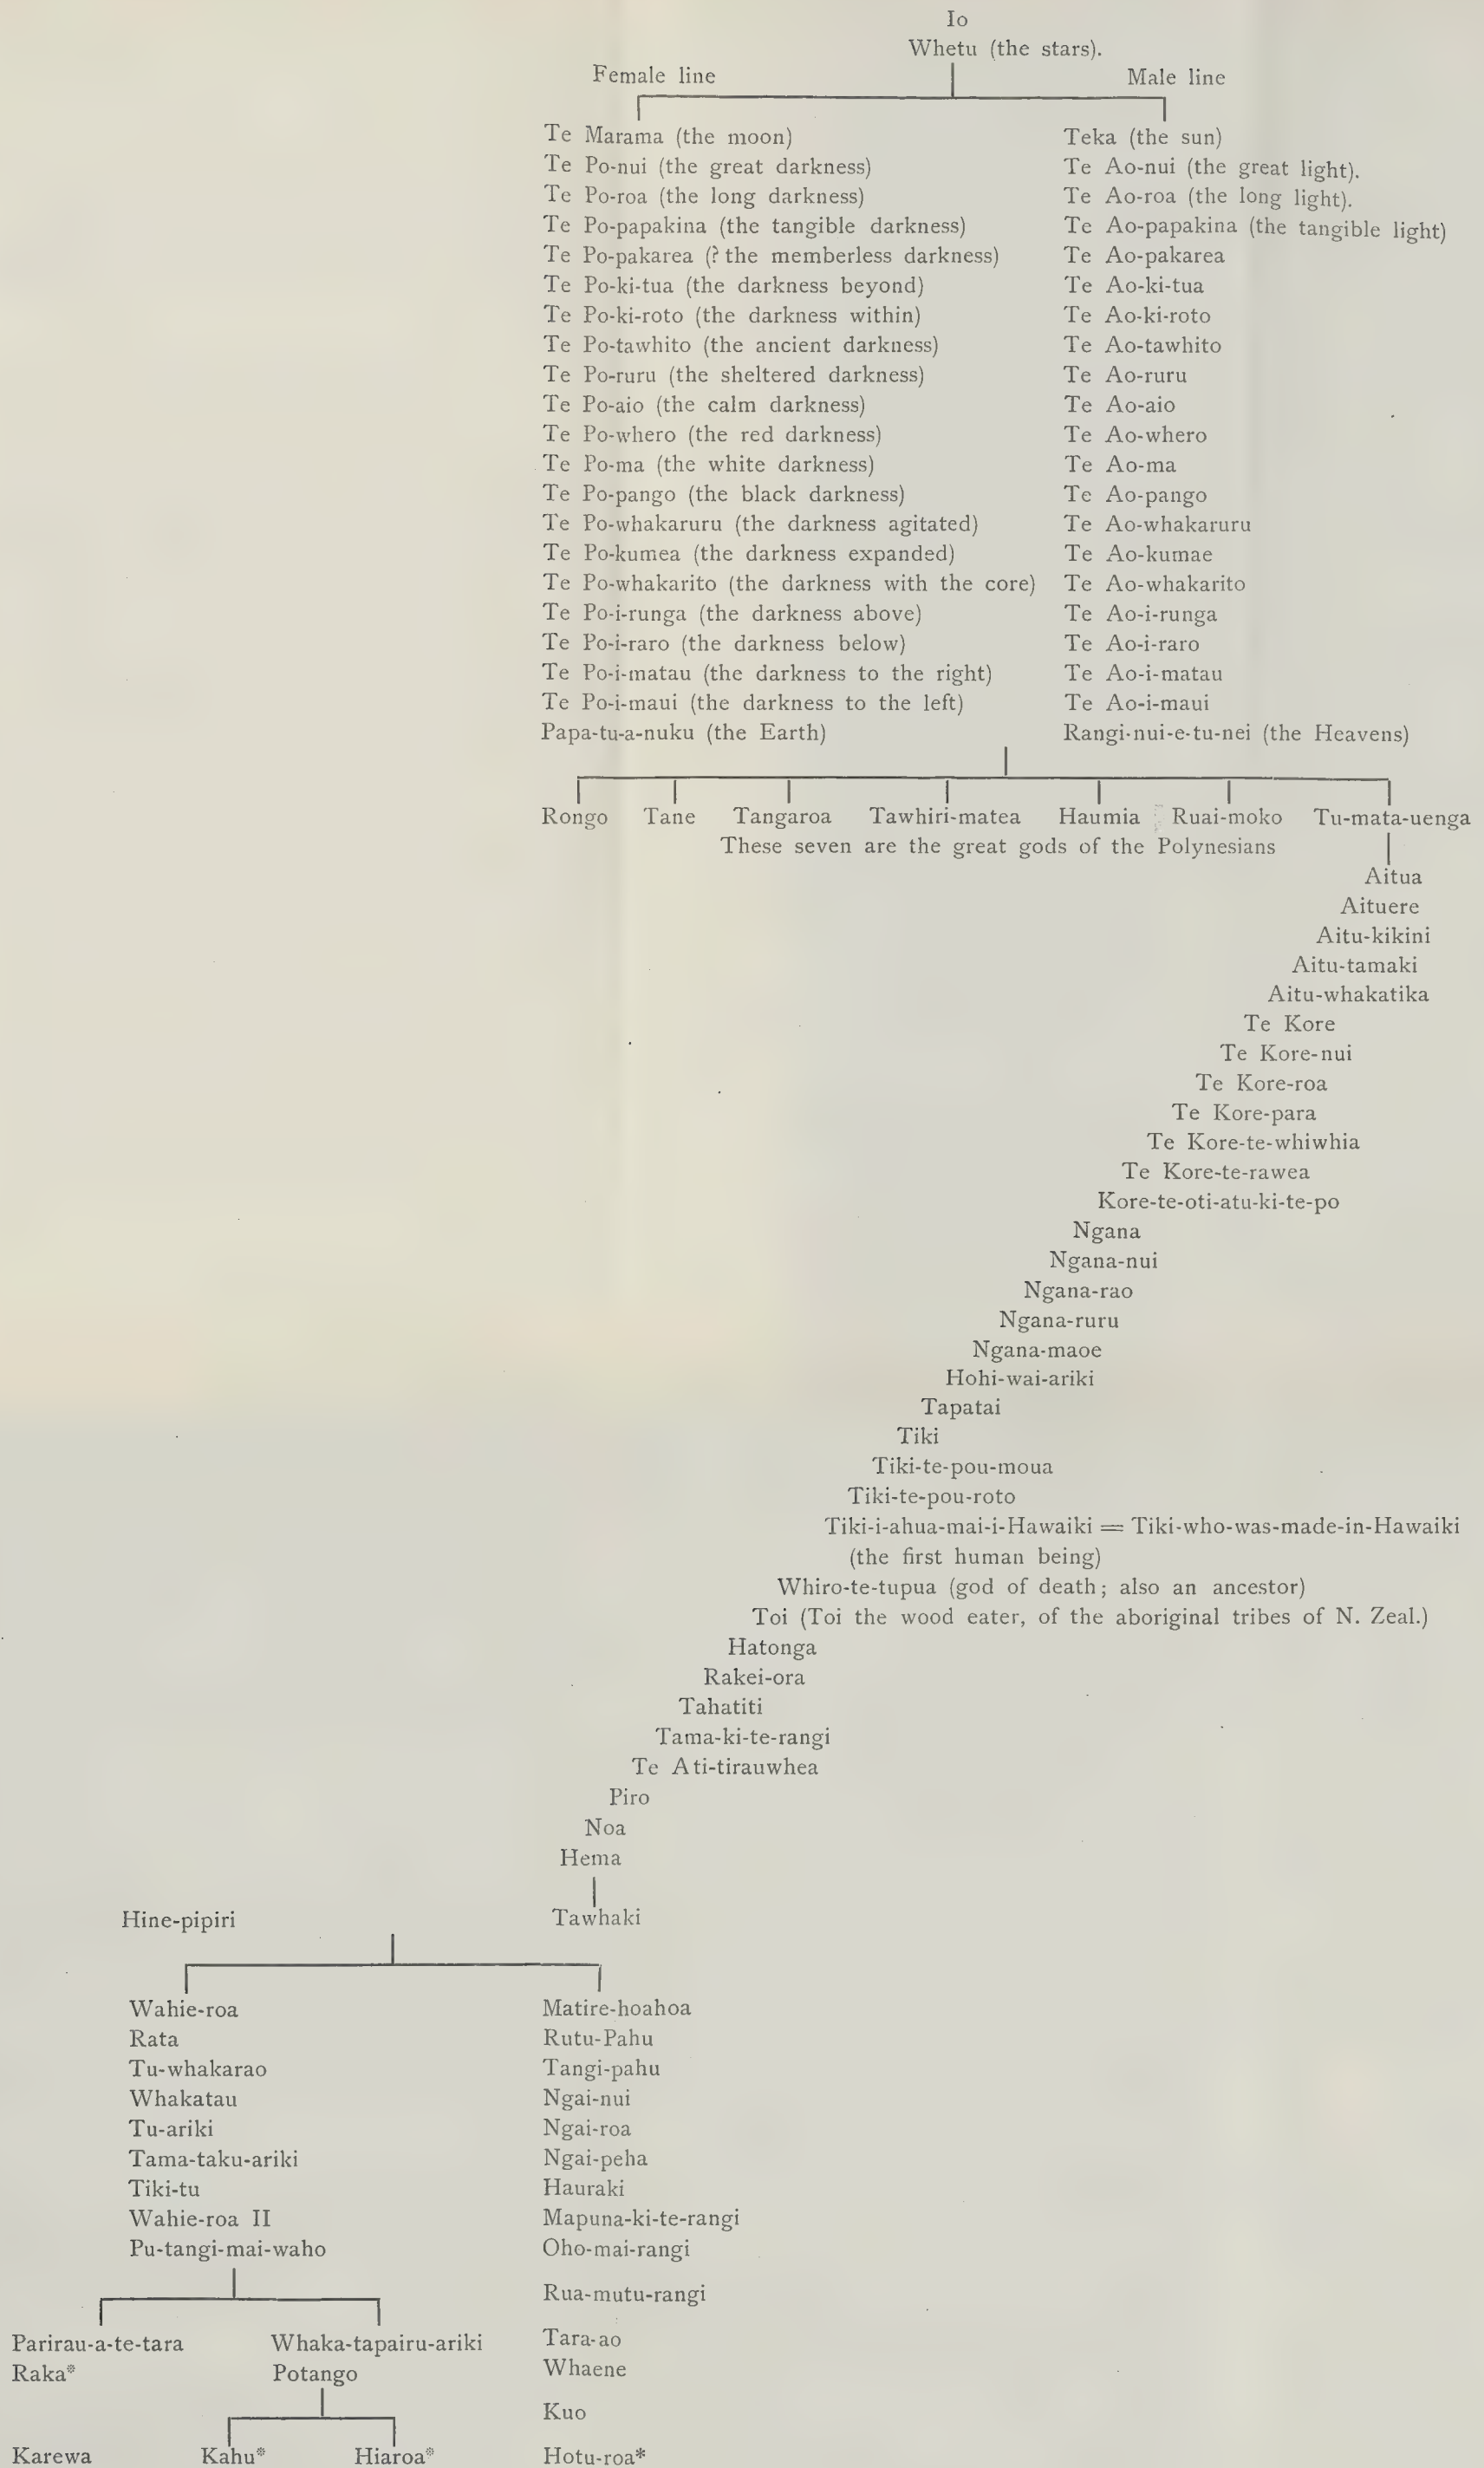 Io
Whetu (the stars).
Female line Male line
Te Marama (the moon) Teka (the sun)
Te Po-nui (the great darkness) Te Ao-nui (the great light).
Te Po-roa (the long darkness) Te Ao-roa (the long light).
Te Po-papakina (the tangible darkness) Te Ao-papakina (the tangible light)
Te Po-pakarea (? the memberless darkness) Te Ao-pakarea
Te Po-ki-tua (the darkness beyond) Te Ao-ki-tua
Te Po-ki-roto (the darkness within) Te Ao-ki-roto
Te Po-tawhito (the ancient darkness) Te Ao-tawhito
Te Po-ruru (the sheltered darkness) Te Ao-ruru
Te Po-aio (the calm darkness) Te Ao-aio
Te Po-whero (the red darkness) Te Ao-whero
Te Po-ma (the white darkness) Te Ao-ma
Te Po-pango (the black darkness) Te Ao-pango
Te Po-whakaruru (the darkness agitated) Te Ao-whakaruru
Te Po-kumea (the darkness expanded) Te Ao-kumae
Te Po-whakarito (the darkness with the core) Te Ao-whakarito
Te Po-i-runga (the darkness above) Te Ao-i-runga
Te Po-i-raro (the darkness below) Te Ao-i-raro
Te Po-i-matau (the darkness to the right) Te Ao-i-matau
Te Po-i-maui (the darkness to the left) Te Ao-i-maui
Papa-tu-a-nuku (the Earth) Rangi-nui-e-tu-nei (the Heavens)
Rongo Tane Tangaroa Tawhiri-matea Haumia Ruai-moko Tu-mata-uenga
These seven are the great gods of the Polynesians
Aitua
Aituere
Aitu-kikini
Aitu-tamaki
Aitu-whakatika
Te Kore
Te Kore-nui
Te Kore-roa
Te Kore-para
Te Kore-te-whiwhia
Te Kore-te-rawea
Kore-te-oti-atu-ki-te-po
Ngana
Ngana-nui
Ngana-rao
Ngana-ruru
Ngana-maoe
Hohi-wai-ariki
Tapatai
Tiki
Tiki-te-pou-moua
Tiki-te-pou-roto
Tiki-i-ahua-mai-i-Hawaiki = Tiki-who-was-made-in-Hawaiki
(the first human being)
Whiro-te-tupua (god of death; also an ancestor)
Toi (Toi the wood eater, of the aboriginal tribes of N. Zeal.)
Hatonga
Rakei-ora
Tahatiti
Tama-ki-te-rangi
Te Ati-tirauwhea
Piro
Noa
Hema
Hine-pipiri Tawhaki
Wahie-roa Matire-hoahoa
Rata Rutu-Pahu
Tu-whakarao Tangi-pahu
Whakatau Ngai-nui
Tu-ariki Ngai-roa
Tama-taku-ariki Ngai-peha
Tiki-tu Hauraki
Wahie-roa II Mapuna-ki-te-rangi
Pu-tangi-mai-waho Oho-mai-rangi
Rua-mutu-rangi
Parirau-a-te-tara Whaka-tapairu-ariki Tara-ao
Raka* Potango Whaene
Kuo
Karewa Kahu* Hiaroa* Hotu-roa*